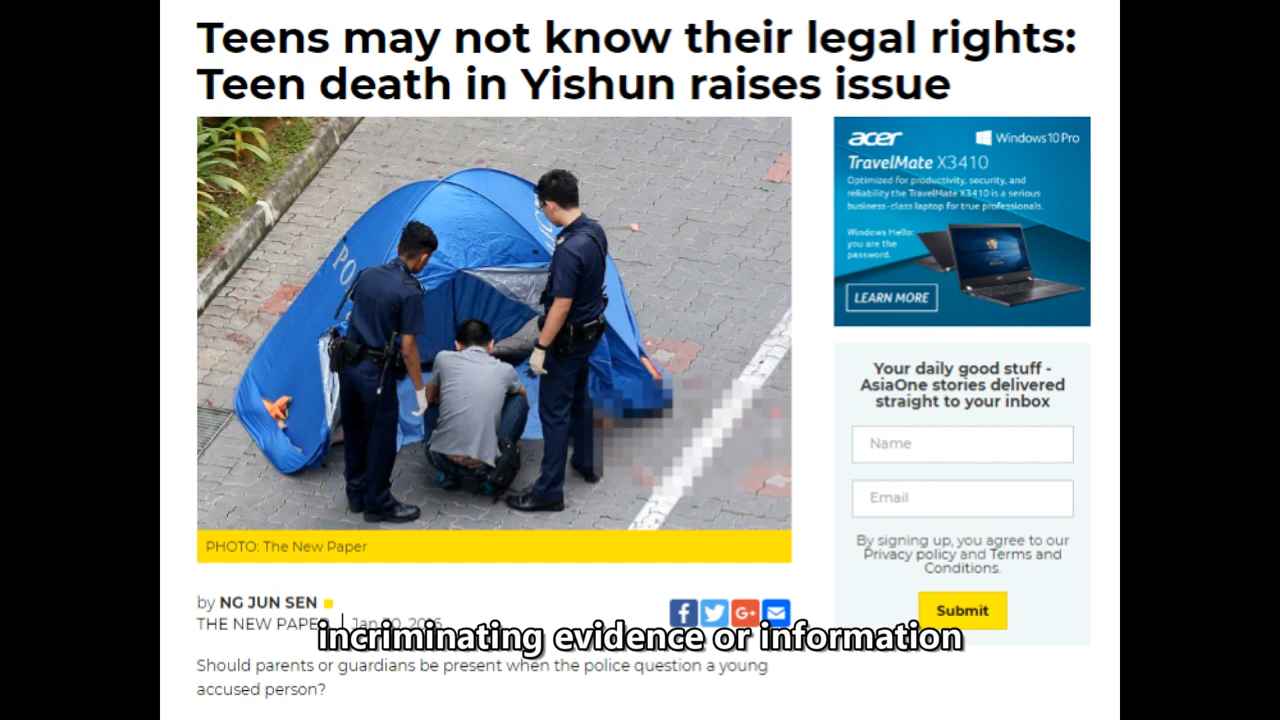 Teens may not know their legal rights:
Teen death in Yishun raises issue
PO
acer
Windows 10 Pro
TravelMate X3410
Optimized for productivity, security, and
reliability the TravelMate X3410 is a serious
business-class laptop for true professionals.
Windows Hello:
you are the
password.
LEARN MORE
Your daily good stuff -
AsiaOne stories delivered
straight to your inbox
Name
Email
By signing up, you agree to our
Privacy policy and Terms and
Conditions.
Submit
PHOTO: The New Paper
by NG JUN SEN
THE NEW PAPER | Jan
incriminating evidence or information
Should parents or guardians be present when the police question a young
accused person?